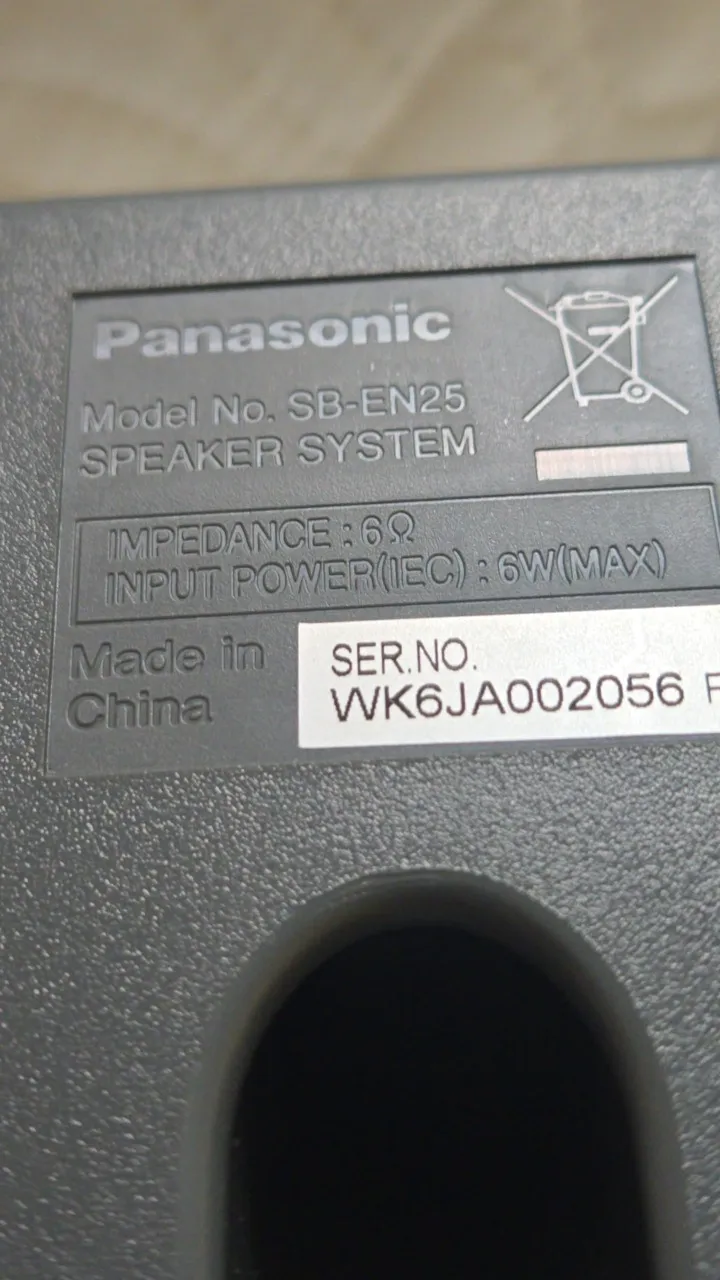 Panasonic
Model No. SB-EN25
SPEAKER SYSTEM
IMPEDANCE : 6Ω
INPUT POWER(IEC) : 6W(MAX)
Made in
China
SER.NO.
WK6JA002056 F